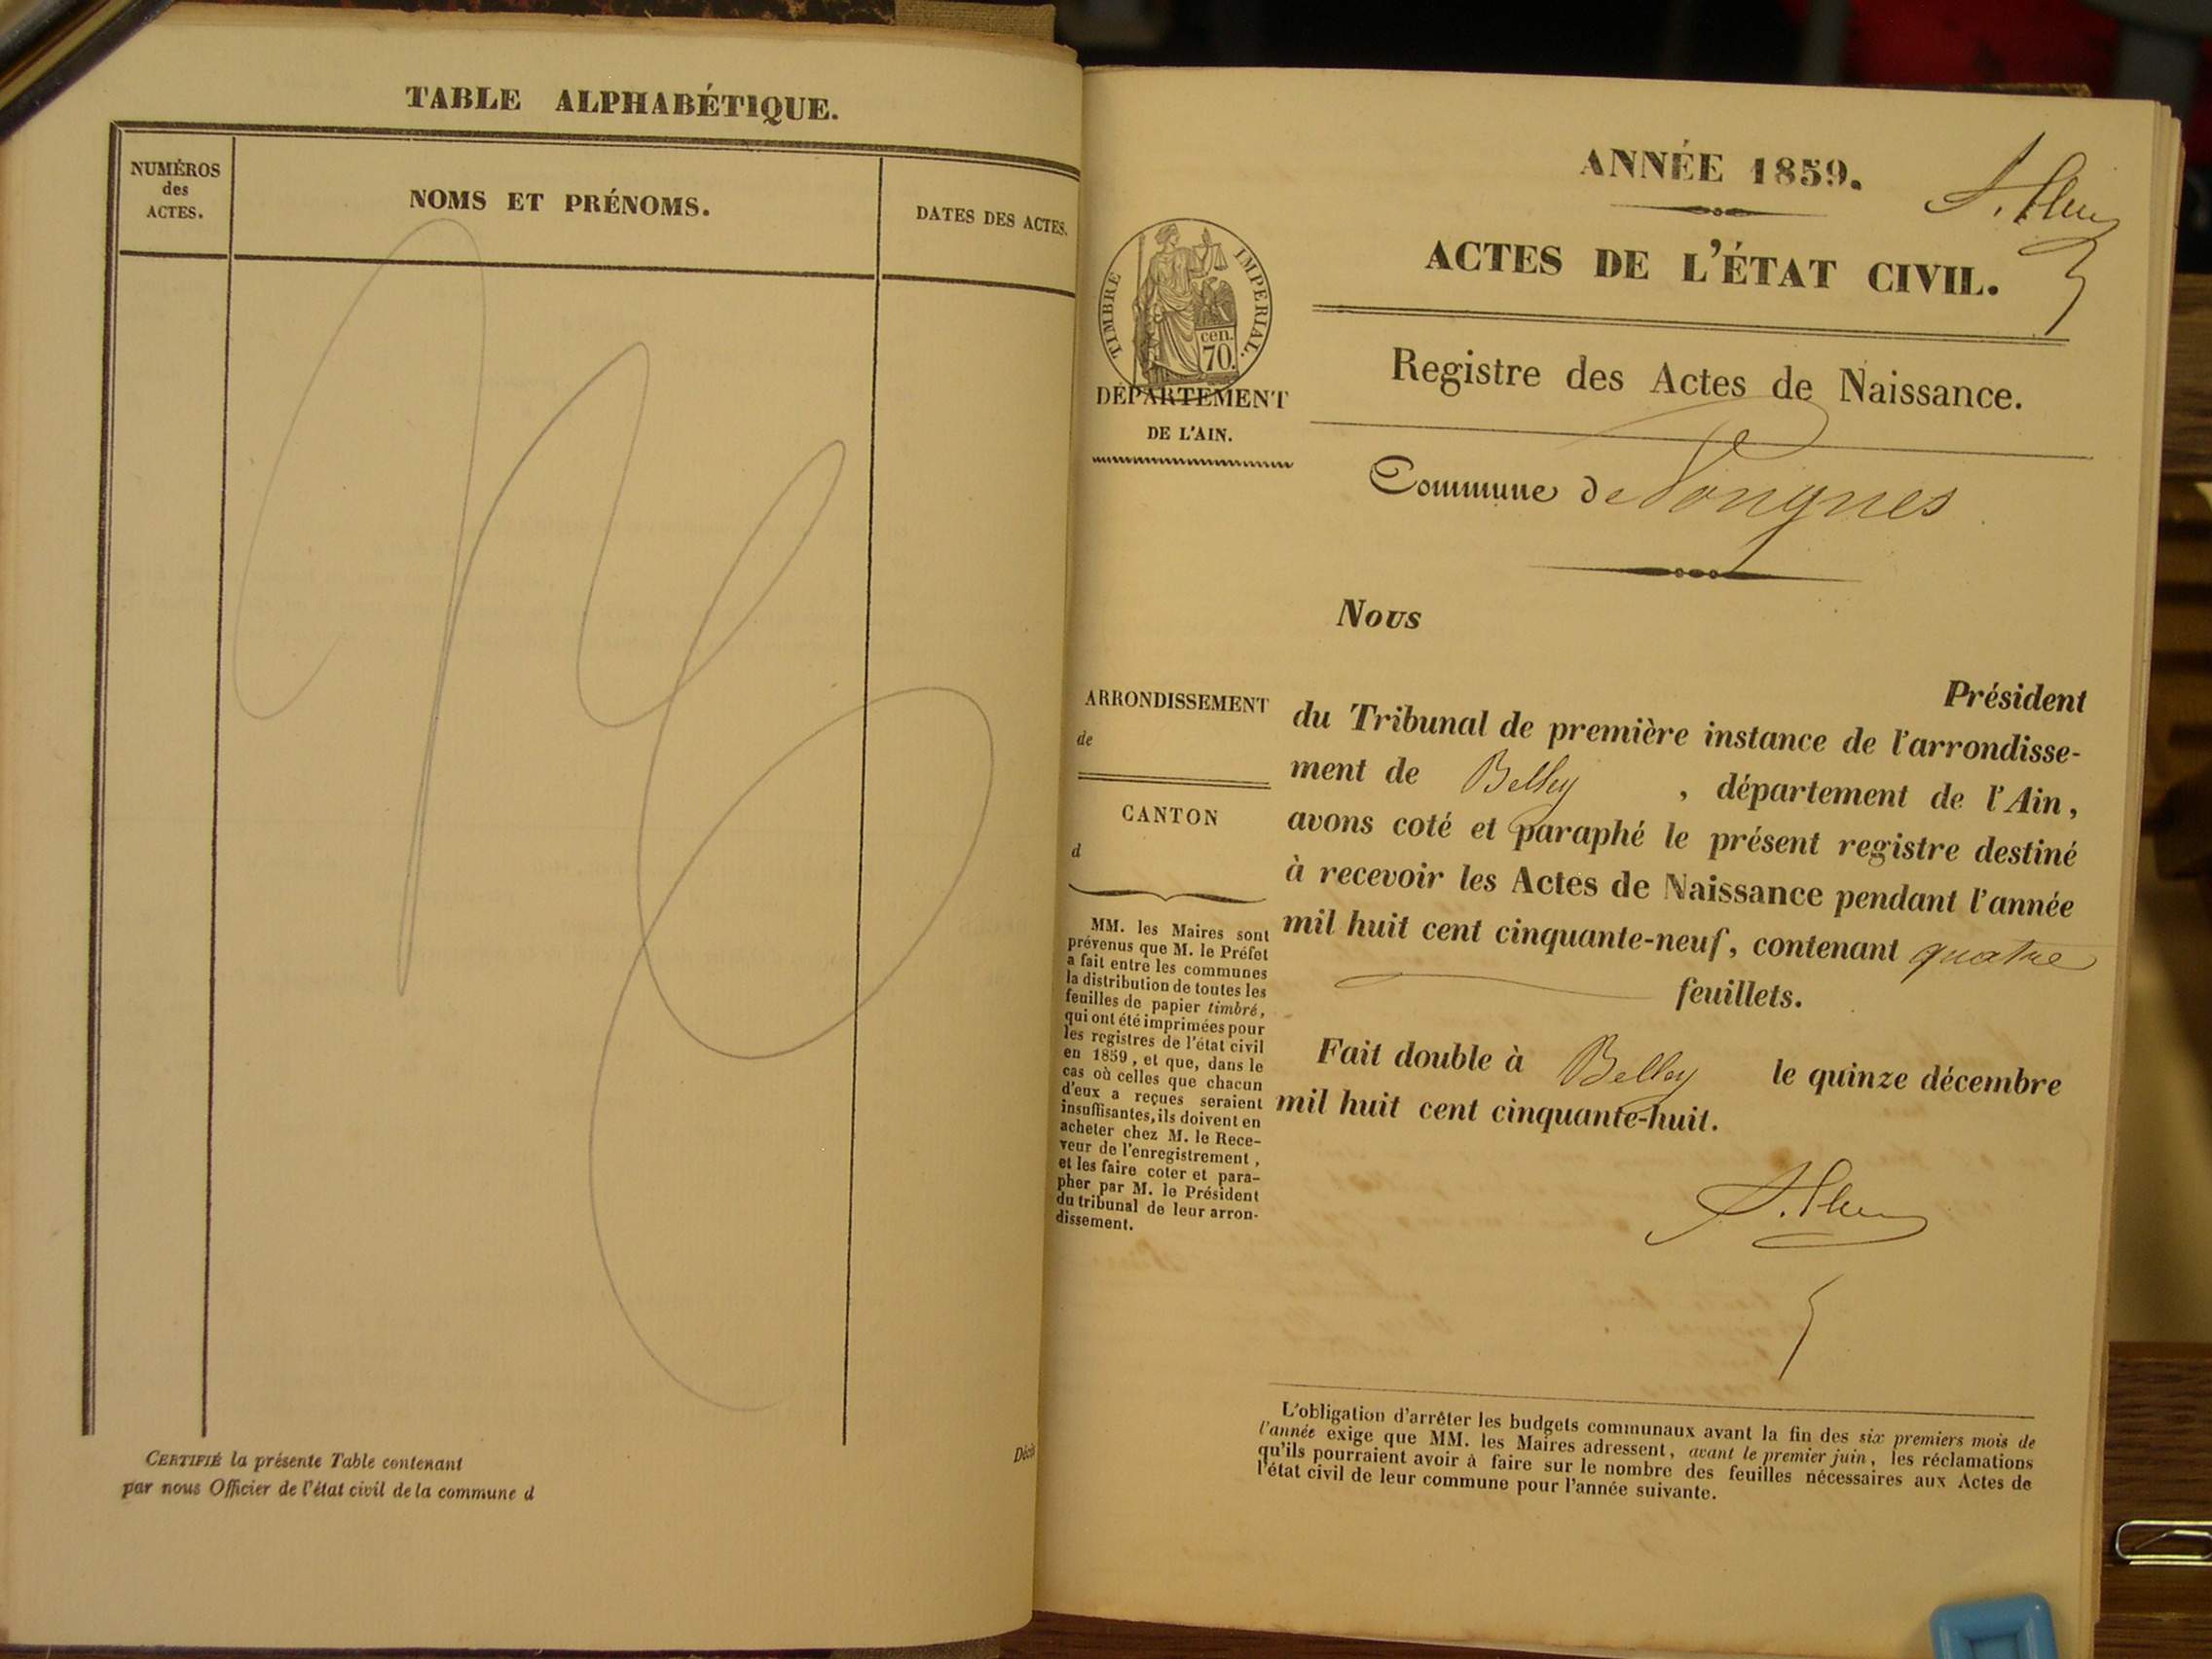 TABLE ALPHABÉTIQUE.
NUMÉROS
des
ACTES.
NOMS ET PRÉNOMS.
DATES DES ACTES.
CERTIFIÉ la présente Table contenant
par nous Officier de l'état civil de la commune d
Décès
ANNÉE 1859.
ACTES DE L'ÉTAT CIVIL.
TIMBRE IMPERIAL.
cen.
70.
DÉPARTEMENT
DE L'AIN.
Registre des Actes de Naissance.
Commune de Songnes
Nous
Président
du Tribunal de première instance de l'arrondisse-
ment de Belley , département de l'Ain,
avons coté et paraphé le présent registre destiné
à recevoir les Actes de Naissance pendant l'année
mil huit cent cinquante-neuf, contenant quatre
feuillets.
Fait double à Belley le quinze décembre
mil huit cent cinquante-huit.
ARRONDISSEMENT
de
CANTON
d
MM. les Maires sont
prévenus que M. le Préfet
a fait entre les communes
la distribution de toutes les
feuilles de papier timbré,
qui ont été imprimées pour
les registres de l'état civil
en 1859, et que, dans le
cas où celles que chacun
d'eux a reçues seraient
insuffisantes, ils doivent en
acheter chez M. le Rece-
veur de l'enregistrement,
et les faire coter et para-
pher par M. le Président
du tribunal de leur arron-
dissement.
L'obligation d'arrêter les budgets communaux avant la fin des six premiers mois de
l'année exige que MM. les Maires adressent, avant le premier juin, les réclamations
qu'ils pourraient avoir à faire sur le nombre des feuilles nécessaires aux Actes de
l'état civil de leur commune pour l'année suivante.